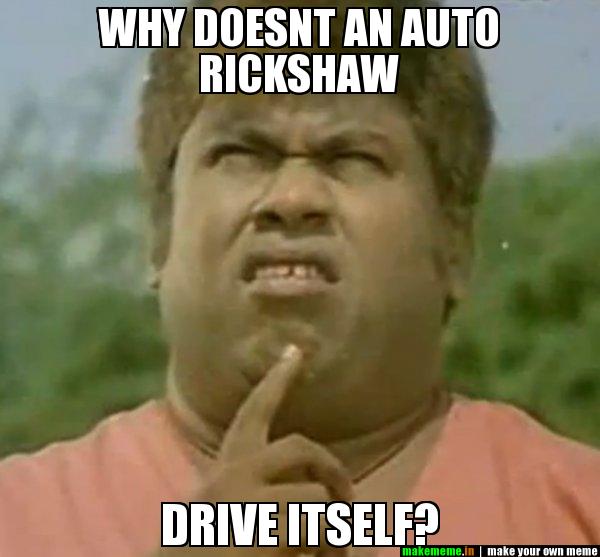 WHY DOESNT AN AUTO
RICKSHAW
DRIVE ITSELF?
makememe.in | make your own meme